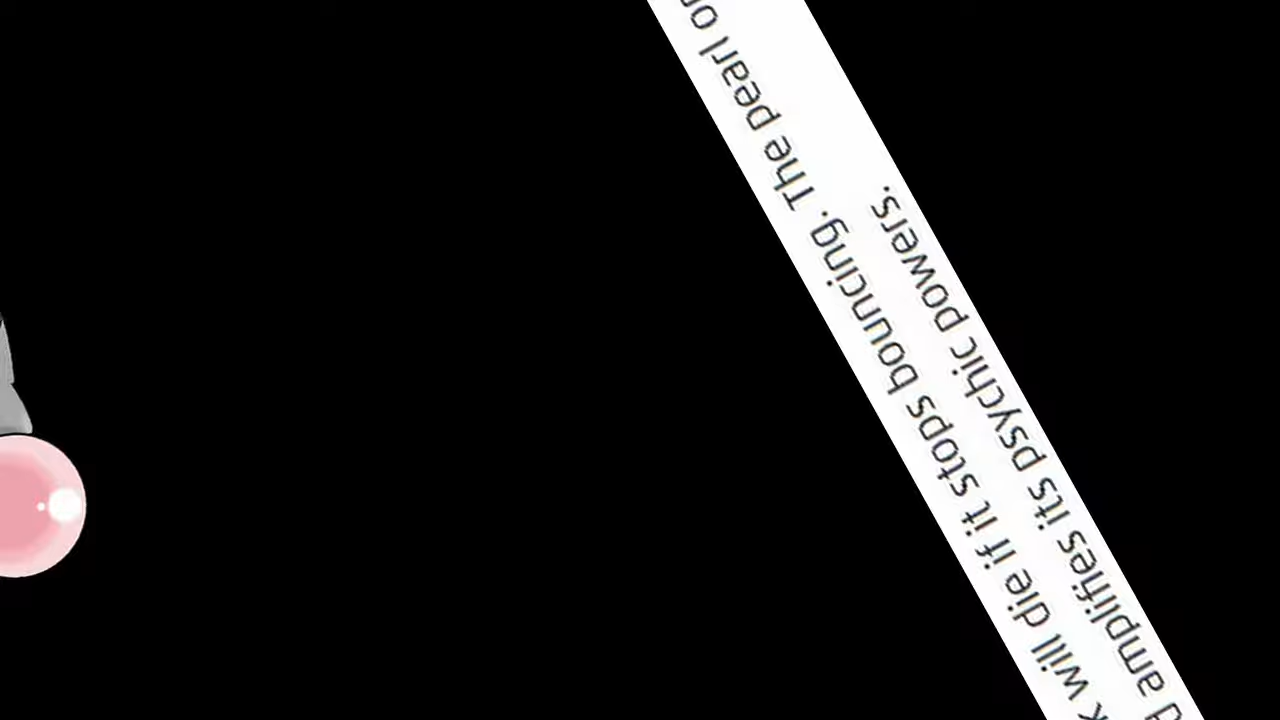 will die if it stops bouncing. The pearl
amplifies its psychic powers.